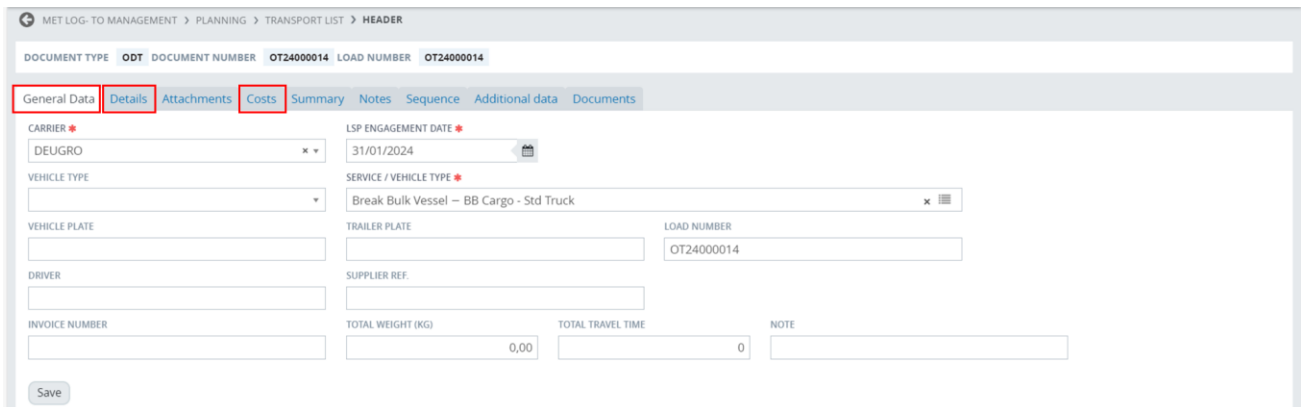 MET LOG- TO MANAGEMENT > PLANNING > TRANSPORT LIST > HEADER
DOCUMENT TYPE ODT DOCUMENT NUMBER OT24000014 LOAD NUMBER OT24000014
General Data Details Attachments Costs Summary Notes Sequence Additional data Documents
CARRIER * LSP ENGAGEMENT DATE *
DEUGRO × 31/01/2024
VEHICLE TYPE SERVICE / VEHICLE TYPE *
Break Bulk Vessel — BB Cargo - Std Truck ×
VEHICLE PLATE TRAILER PLATE LOAD NUMBER
OT24000014
DRIVER SUPPLIER REF.
INVOICE NUMBER TOTAL WEIGHT (KG) TOTAL TRAVEL TIME NOTE
0,00 0
Save